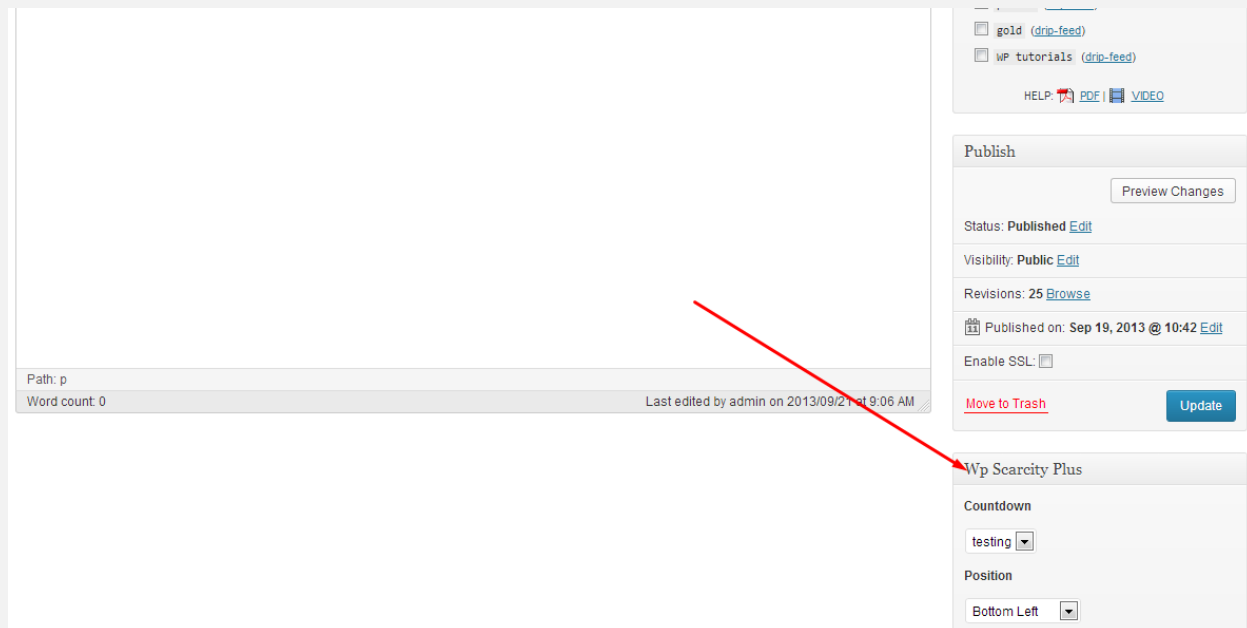 gold (drip-feed)
WP tutorials (drip-feed)
HELP: PDF | VIDEO
Publish
Preview Changes
Status: Published Edit
Visibility: Public Edit
Revisions: 25 Browse
11 Published on: Sep 19, 2013 @ 10:42 Edit
Enable SSL:
Path: p
Word count: 0 Last edited by admin on 2013/09/21 at 9:06 AM
Move to Trash Update
Wp Scarcity Plus
Countdown
testing
Position
Bottom Left